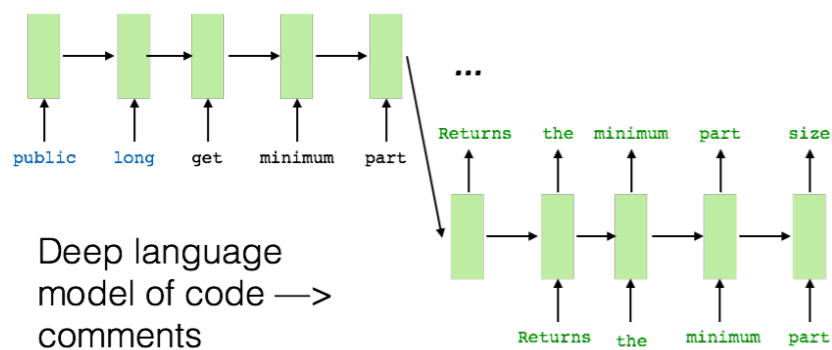 ...
Returns the minimum part size
public long get minimum part
Deep language
model of code —>
comments
Returns the minimum part